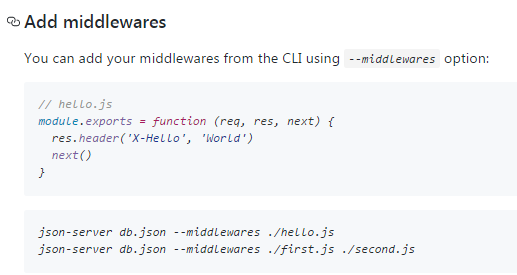 Add middlewares
You can add your middlewares from the CLI using --middlewares option:
// hello.js
module.exports = function (req, res, next) {
  res.header('X-Hello', 'World')
  next()
}
json-server db.json --middlewares ./hello.js
json-server db.json --middlewares ./first.js ./second.js